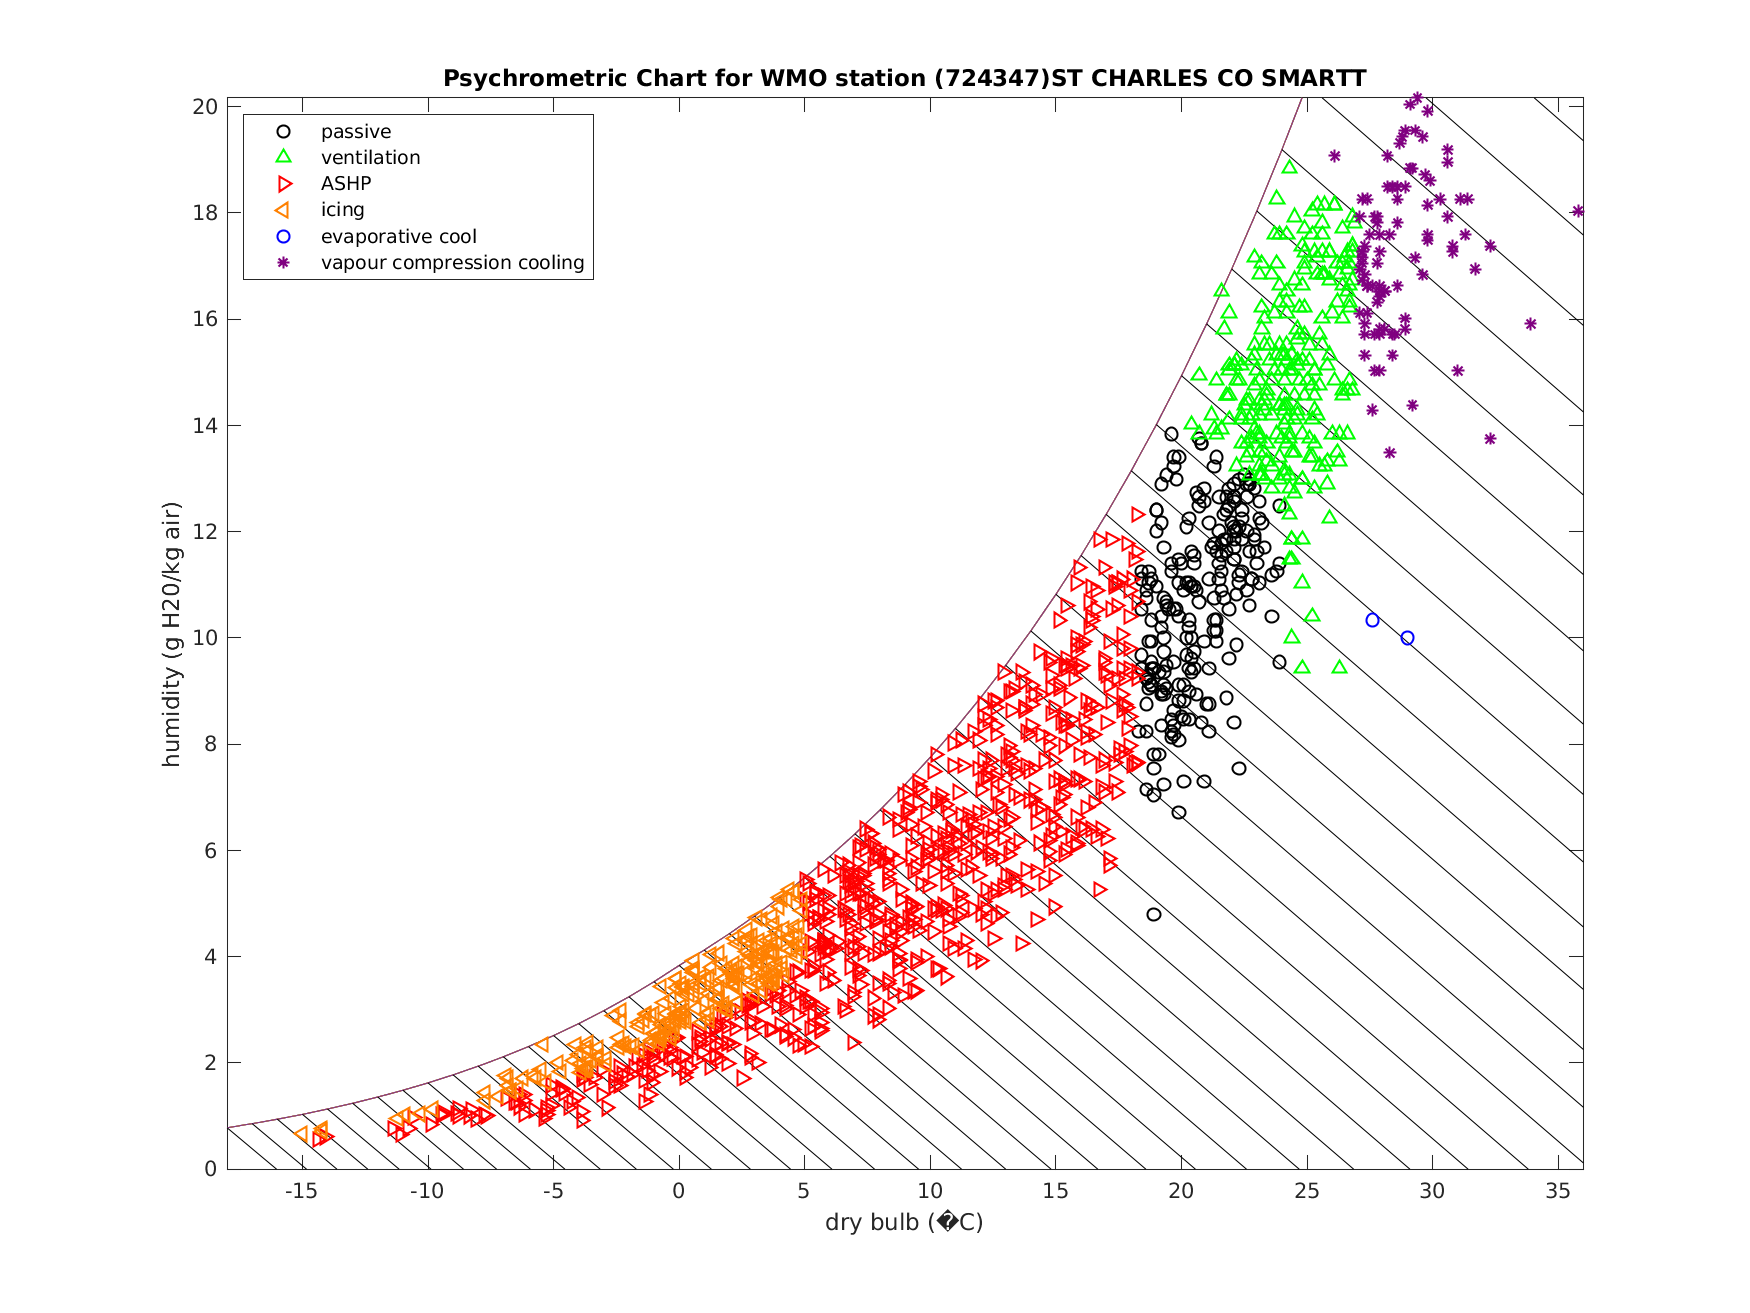 Psychrometric Chart for WMO station (724347)ST CHARLES CO SMARTT
passive
ventilation
ASHP
icing
evaporative cool
vapour compression cooling
humidity (g H20/kg air)
20
18
16
14
12
10
8
6
4
2
0
-15 -10 -5 0 5 10 15 20 25 30 35
dry bulb (�C)